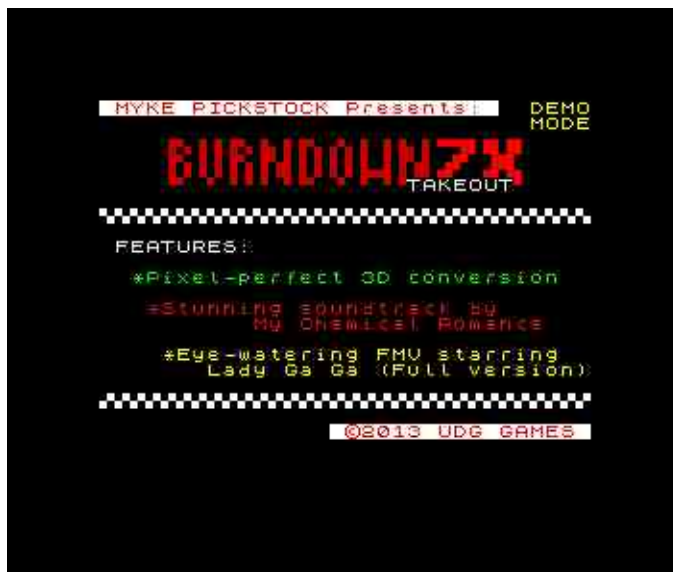 MYKE PICKSTOCK Presents:
DEMO
MODE
BURNDOWN7X
TAKEOUT
FEATURES:
*Pixel-perfect 3D conversion
*Stunning soundtrack by
My Chemical Romance
*Eye-watering FMV starring
Lady Ga Ga (Full version)
©2013 UDG GAMES